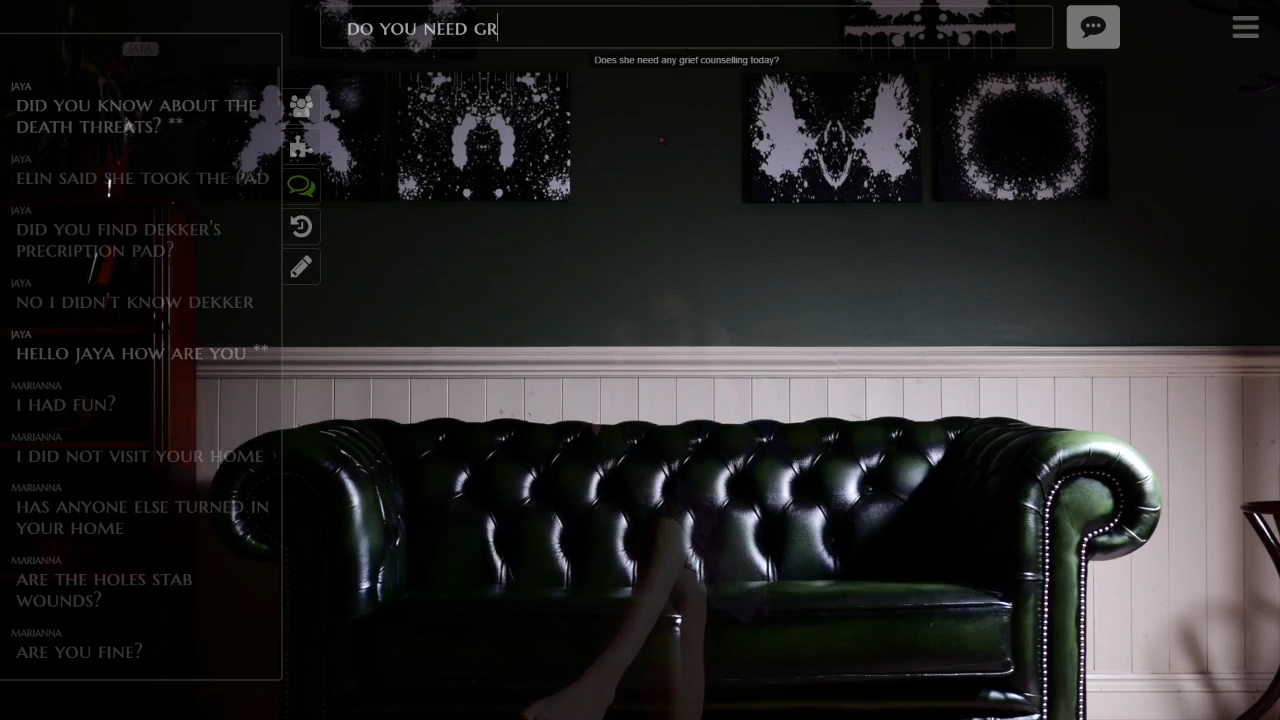 DO YOU NEED GR
Does she need any grief counselling today?
JAYA
JAYA
DID YOU KNOW ABOUT THE
DEATH THREATS? **
JAYA
ELIN SAID SHE TOOK THE PAD
JAYA
DID YOU FIND DEKKER'S
PRECRIPTION PAD?
JAYA
NO I DIDN'T KNOW DEKKER
JAYA
HELLO JAYA HOW ARE YOU **
MARIANNA
I HAD FUN?
MARIANNA
I DID NOT VISIT YOUR HOME
MARIANNA
HAS ANYONE ELSE TURNED IN
YOUR HOME
MARIANNA
ARE THE HOLES STAB
WOUNDS?
MARIANNA
ARE YOU FINE?